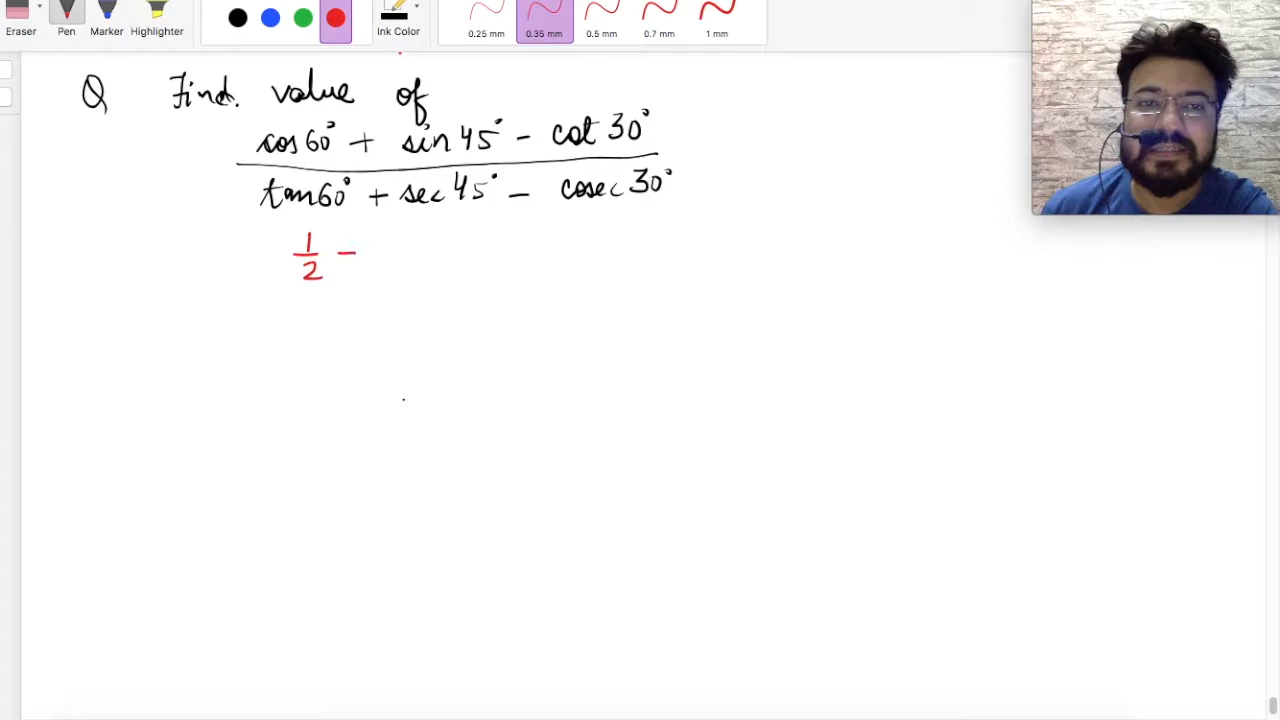 Eraser Pen Marker Highlighter Ink Color 0.25 mm 0.35 mm 0.5 mm 0.7 mm 1 mm
Q Find. value of
cos 60° + sin 45° - cot 30°
tan 60° + sec 45° - cosec 30°
1/2 -